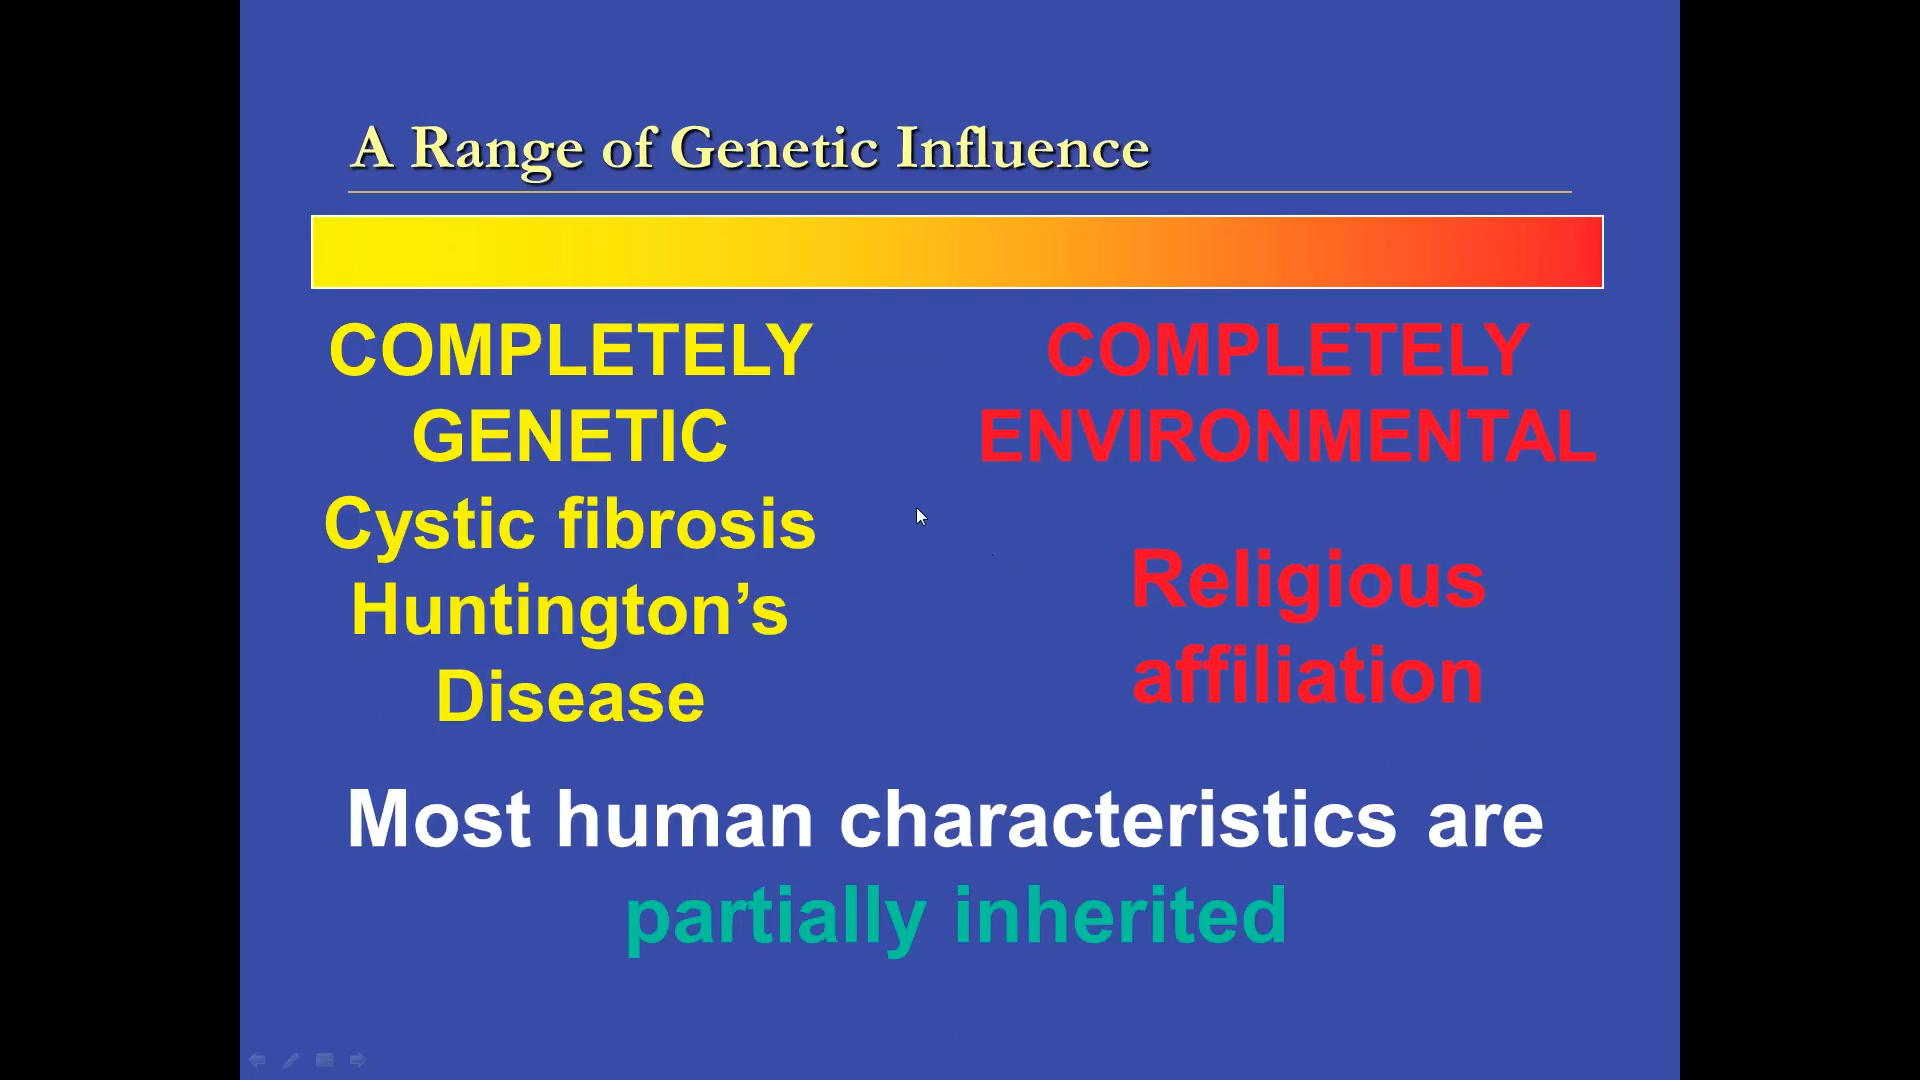 A Range of Genetic Influence
COMPLETELY
GENETIC
Cystic fibrosis
Huntington’s
Disease
COMPLETELY
ENVIRONMENTAL
Religious
affiliation
Most human characteristics are
partially inherited